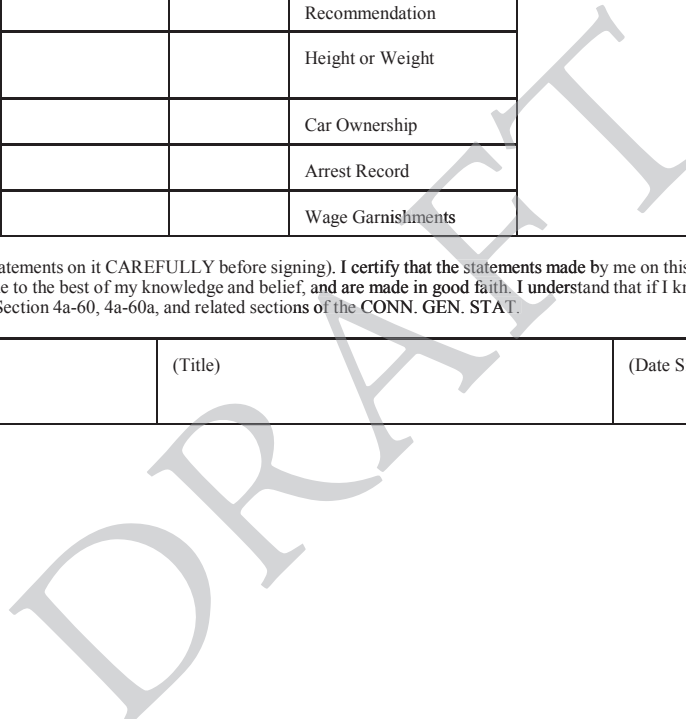 Recommendation
Height or Weight
Car Ownership
Arrest Record
Wage Garnishments
atements on it CAREFULLY before signing). I certify that the statements made by me on this
e to the best of my knowledge and belief, and are made in good faith. I understand that if I kn
Section 4a-60, 4a-60a, and related sections of the CONN. GEN. STAT.
(Title)
(Date S
DRAFT